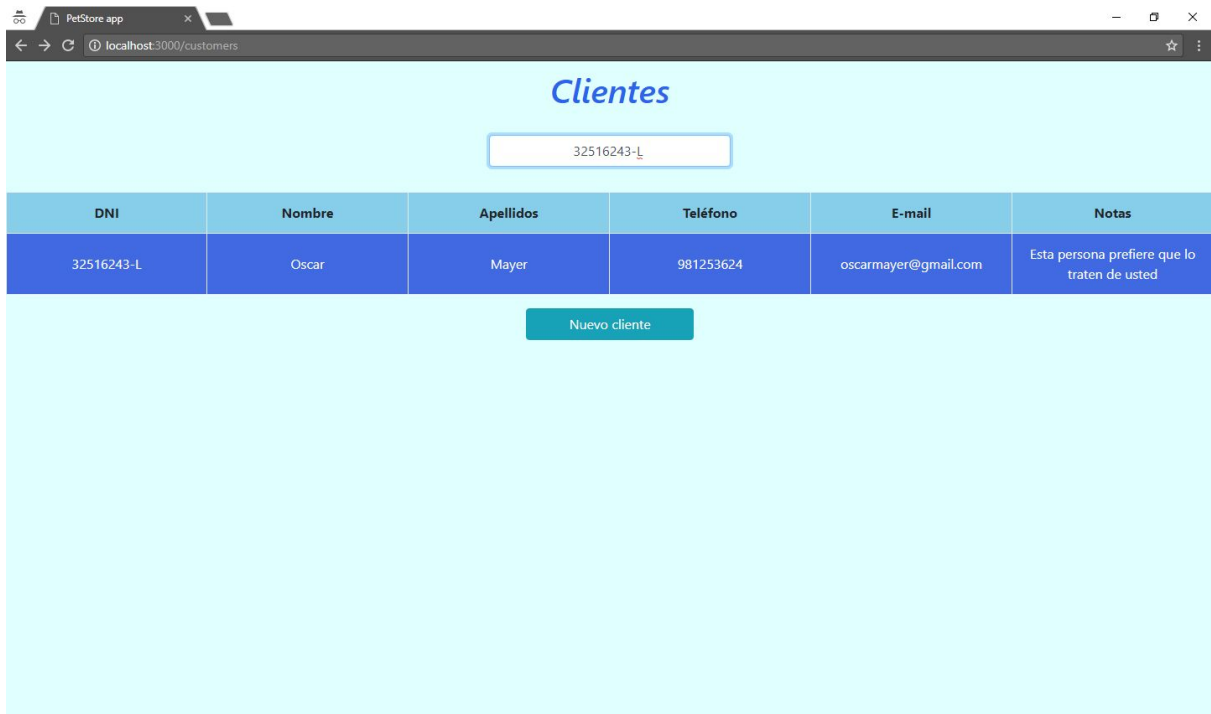 PetStore app
localhost:3000/customers
Clientes
32516243-L
DNI Nombre Apellidos Teléfono E-mail Notas
32516243-L Oscar Mayer 981253624 oscarmayer@gmail.com Esta persona prefiere que lo
traten de usted
Nuevo cliente